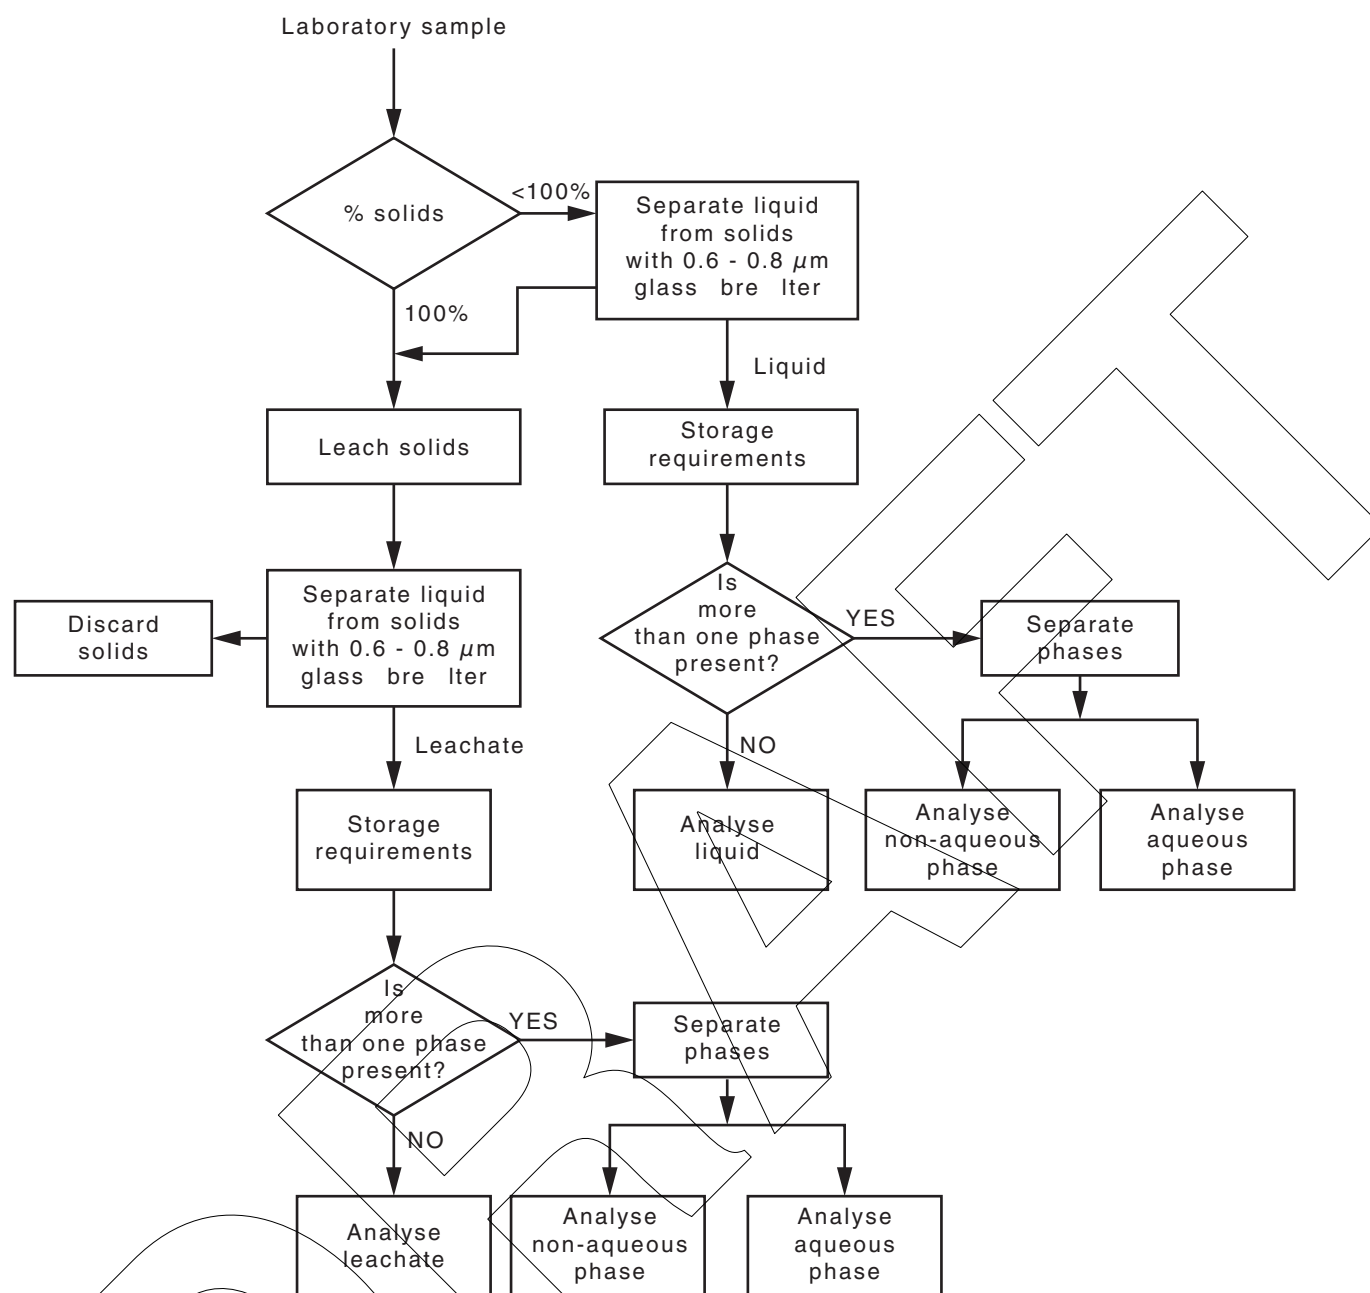 Laboratory sample
% solids
<100%
Separate liquid
from solids
with 0.6 - 0.8 μm
glass bre lter
100%
Liquid
Leach solids
Storage
requirements
Discard
solids
Separate liquid
from solids
with 0.6 - 0.8 μm
glass bre lter
Is
more
than one phase
present?
YES
Separate
phases
Leachate
NO
Storage
requirements
Analyse
liquid
Analyse
non-aqueous
phase
Analyse
aqueous
phase
Is
more
than one phase
present?
YES
Separate
phases
NO
Analyse
leachate
Analyse
non-aqueous
phase
Analyse
aqueous
phase